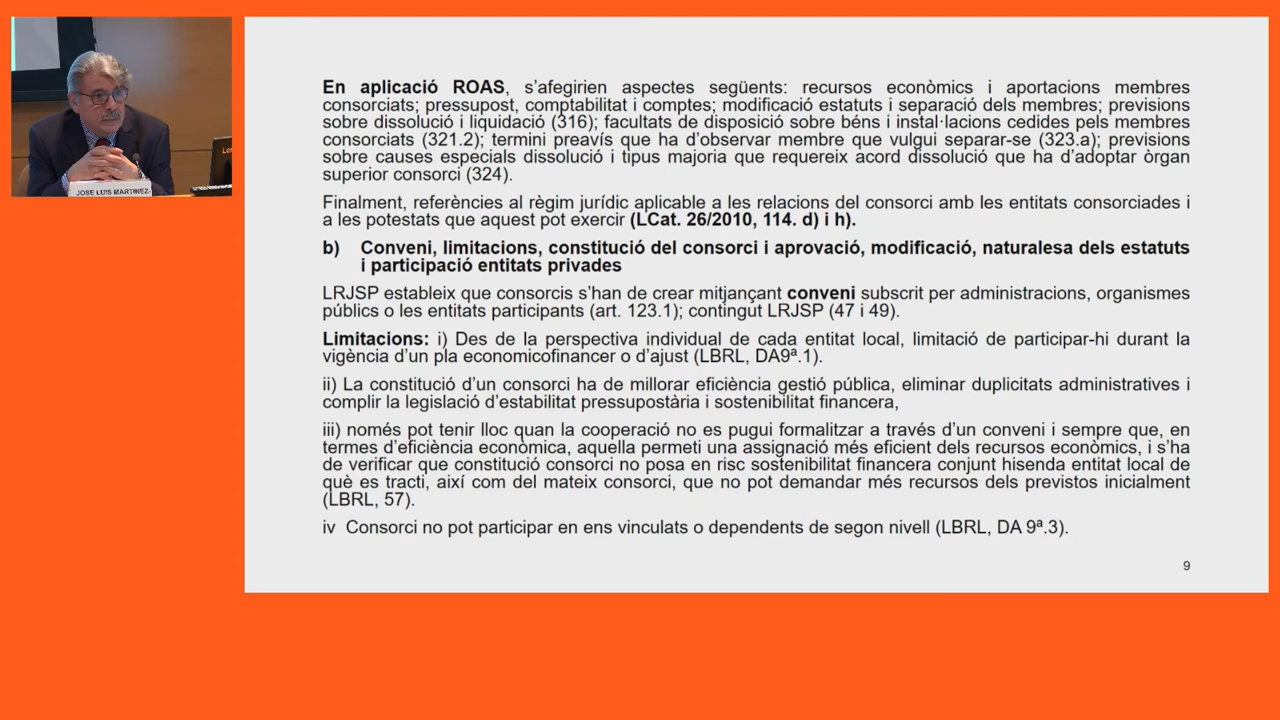 JOSE LUIS MARTINEZ-
En aplicació ROAS, s’afegirien aspectes següents: recursos econòmics i aportacions membres
consorciats; pressupost, comptabilitat i comptes; modificació estatuts i separació dels membres; previsions
sobre dissolució i liquidació (316); facultats de disposició sobre béns i instal·lacions cedides pels membres
consorciats (321.2); termini preavís que ha d’observar membre que vulgui separar-se (323.a); previsions
sobre causes especials dissolució i tipus majoria que requereix acord dissolució que ha d’adoptar òrgan
superior consorci (324).
Finalment, referències al règim jurídic aplicable a les relacions del consorci amb les entitats consorciades i
a les potestats que aquest pot exercir (LCat. 26/2010, 114. d) i h).
b) Conveni, limitacions, constitució del consorci i aprovació, modificació, naturalesa dels estatuts
i participació entitats privades
LRJSP estableix que consorcis s’han de crear mitjançant conveni subscrit per administracions, organismes
públics o les entitats participants (art. 123.1); contingut LRJSP (47 i 49).
Limitacions: i) Des de la perspectiva individual de cada entitat local, limitació de participar-hi durant la
vigència d’un pla economicofinancer o d’ajust (LBRL, DA9ª.1).
ii) La constitució d’un consorci ha de millorar eficiència gestió pública, eliminar duplicitats administratives i
complir la legislació d’estabilitat pressupostària i sostenibilitat financera,
iii) només pot tenir lloc quan la cooperació no es pugui formalitzar a través d’un conveni i sempre que, en
termes d’eficiència econòmica, aquella permeti una assignació més eficient dels recursos econòmics, i s’ha
de verificar que constitució consorci no posa en risc sostenibilitat financera conjunt hisenda entitat local de
què es tracti, així com del mateix consorci, que no pot demandar més recursos dels previstos inicialment
(LBRL, 57).
iv Consorci no pot participar en ens vinculats o dependents de segon nivell (LBRL, DA 9ª.3).
9